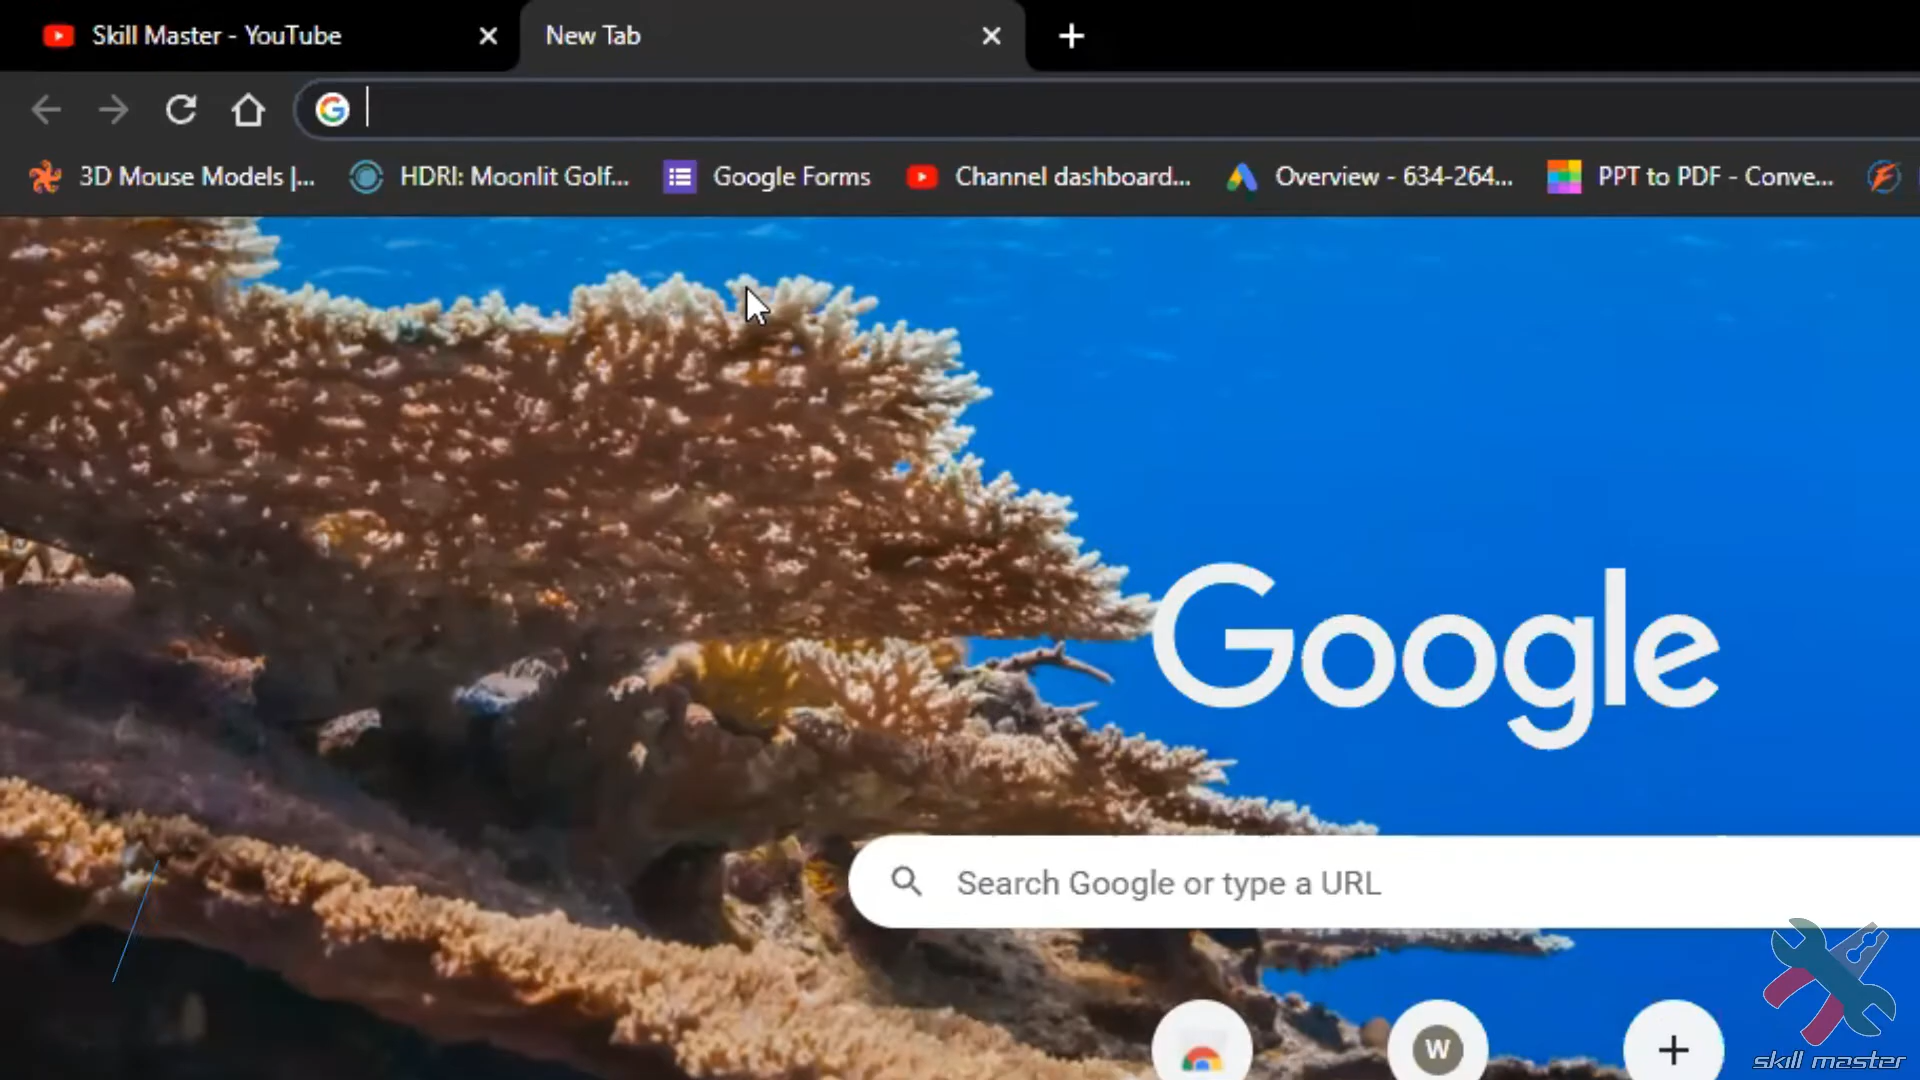 Skill Master - YouTube
New Tab
3D Mouse Models |...
HDRI: Moonlit Golf...
Google Forms
Channel dashboard...
Overview - 634-264...
PPT to PDF - Conve...
Google
Search Google or type a URL
W
skill master